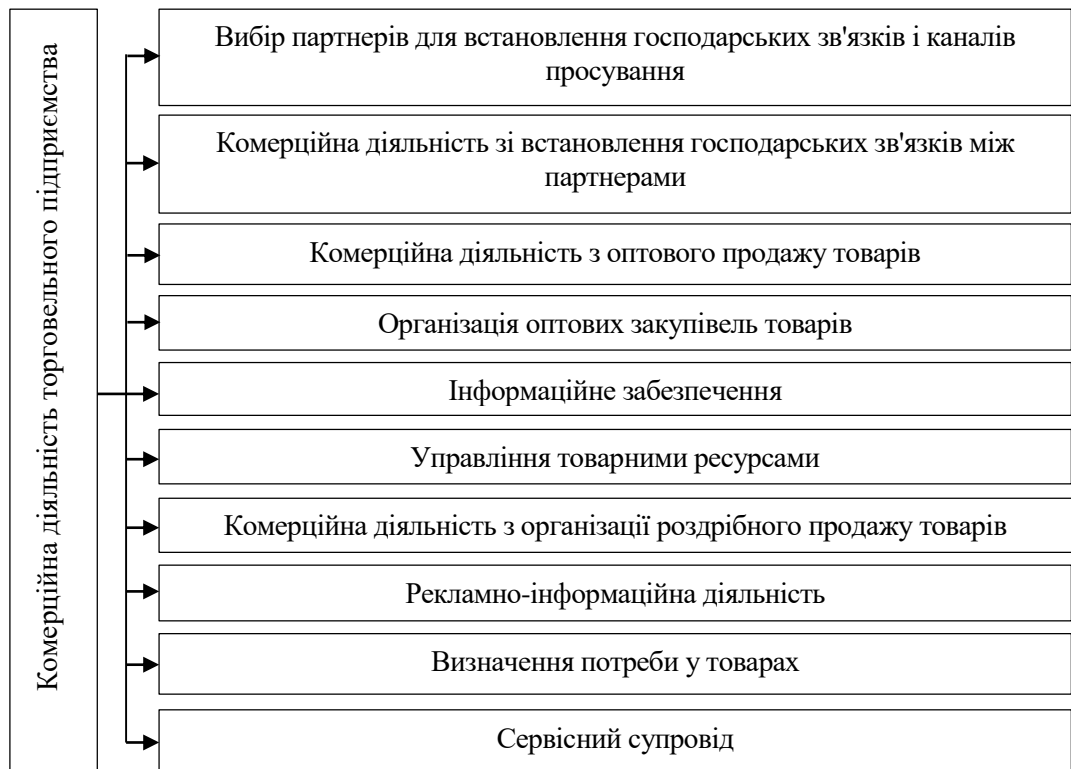 Комерційна діяльність торговельного підприємства
Вибір партнерів для встановлення господарських зв'язків і каналів
просування
Комерційна діяльність зі встановлення господарських зв'язків між
партнерами
Комерційна діяльність з оптового продажу товарів
Організація оптових закупівель товарів
Інформаційне забезпечення
Управління товарними ресурсами
Комерційна діяльність з організації роздрібного продажу товарів
Рекламно-інформаційна діяльність
Визначення потреби у товарах
Сервісний супровід